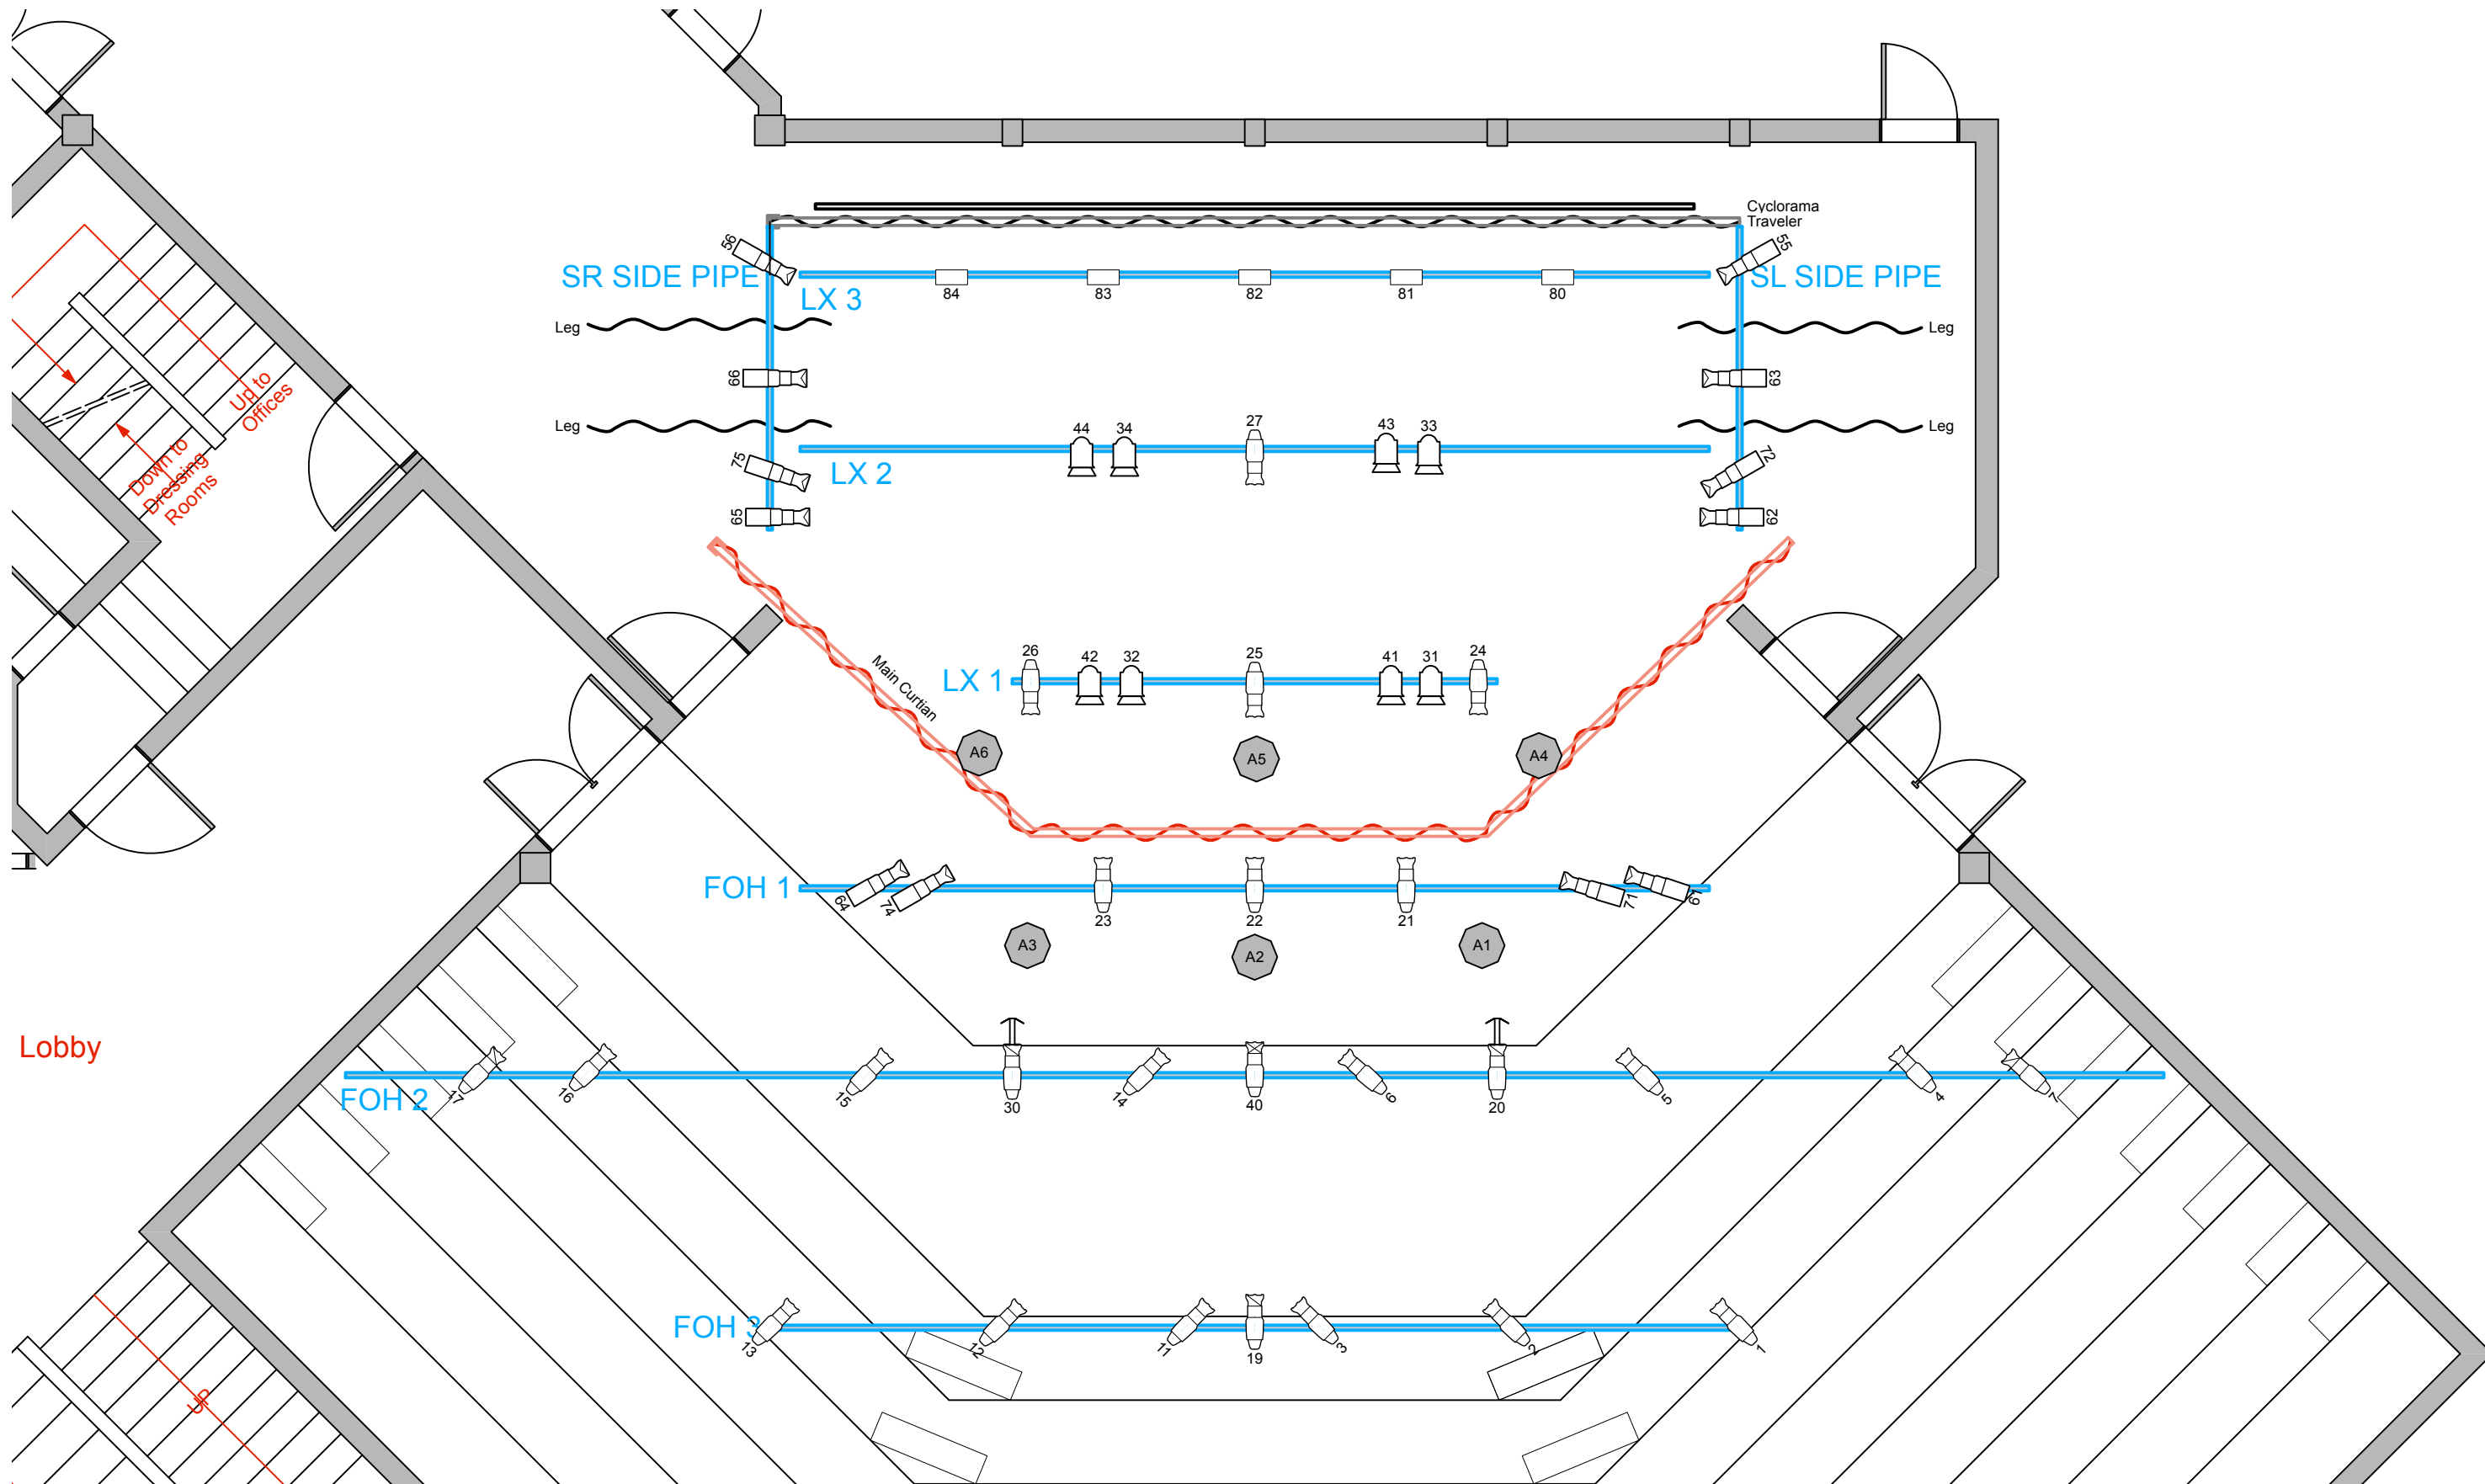 Cyclorama
Traveler
56
55
SR SIDE PIPE
SL SIDE PIPE
LX 3
84
83
82
81
80
Leg
Leg
66
63
Up to
Offices
Leg
Leg
44
34
27
43
33
75
72
LX 2
Down to
Dressing
Rooms
65
62
26
42
32
25
41
31
24
LX 1
Main Curtian
A6
A5
A4
FOH 1
64
74
23
22
21
71
61
A3
A2
A1
Lobby
FOH 2
17
16
15
30
14
40
6
20
5
4
7
FOH 3
13
12
11
19
3
2
1
UP